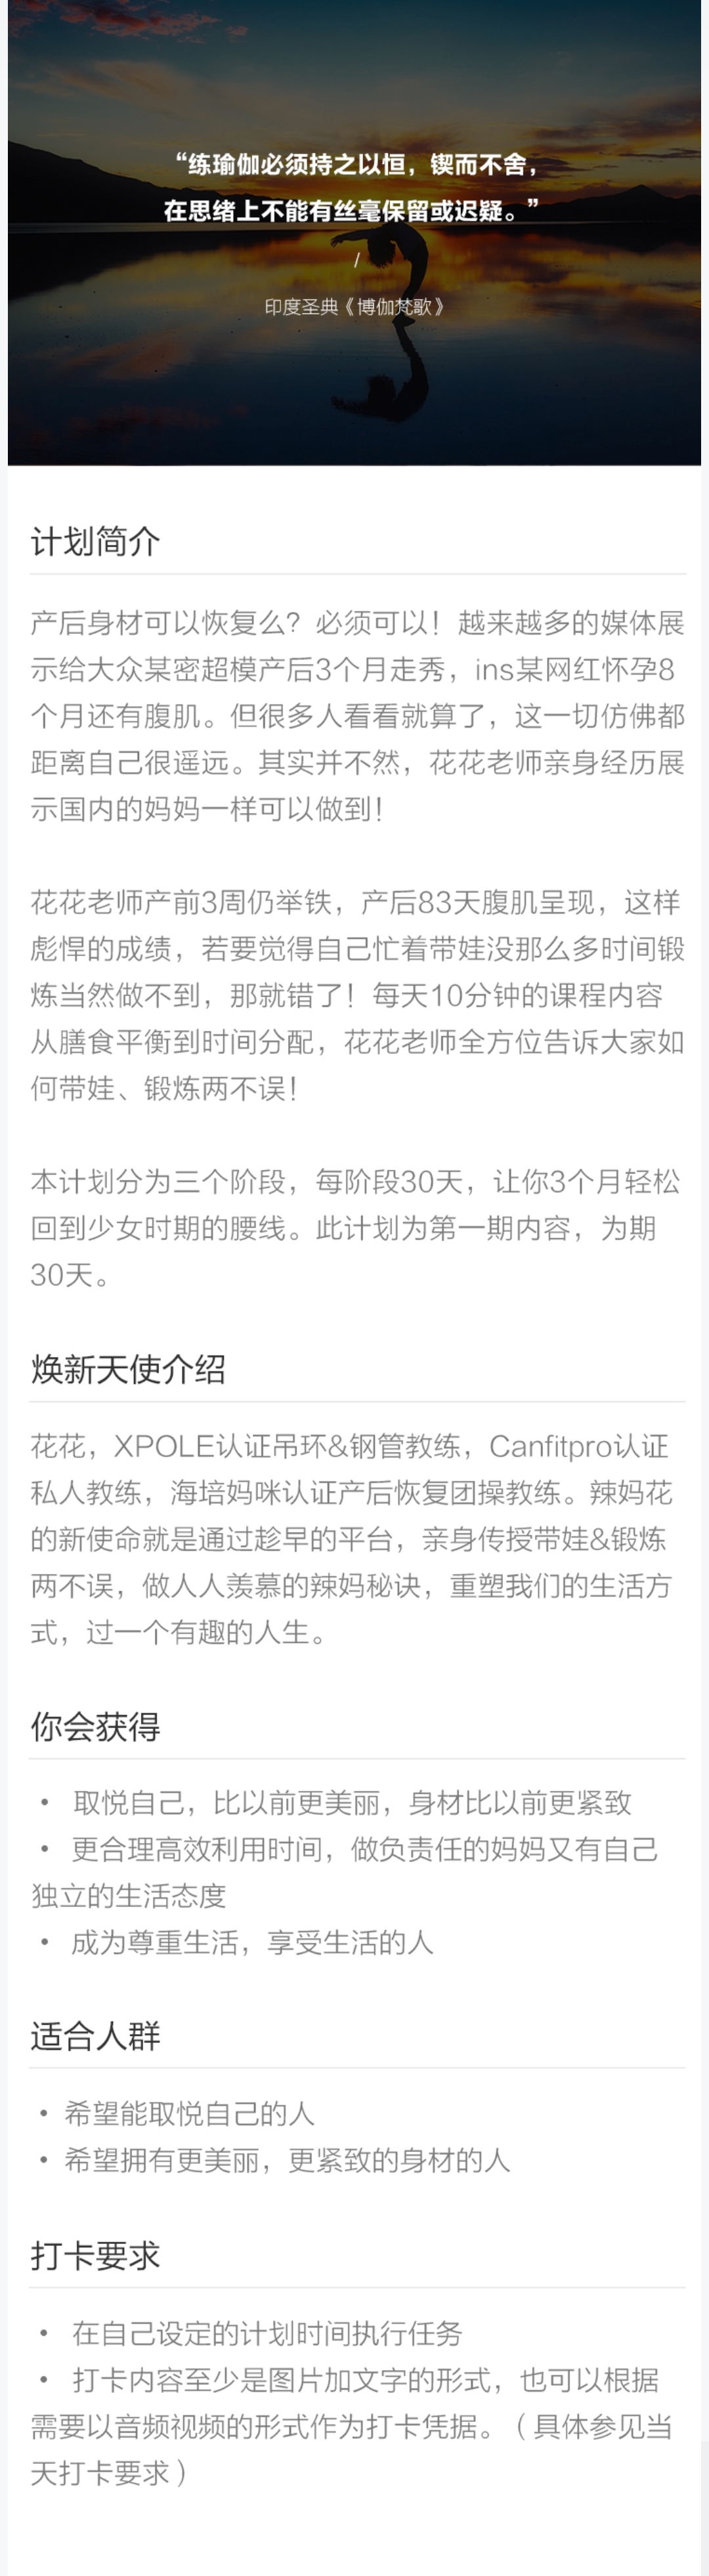 “练瑜伽必须持之以恒，锲而不舍，
在思绪上不能有丝毫保留或迟疑。”
/
印度圣典《博伽梵歌》
计划简介
产后身材可以恢复么？必须可以！越来越多的媒体展
示给大众某密超模产后3个月走秀，ins某网红怀孕8
个月还有腹肌。但很多人看看就算了，这一切仿佛都
距离自己很遥远。其实并不然，花花老师亲身经历展
示国内的妈妈一样可以做到！
花花老师产前3周仍举铁，产后83天腹肌呈现，这样
彪悍的成绩，若要觉得自己忙着带娃没那么多时间锻
炼当然做不到，那就错了！每天10分钟的课程内容
从膳食平衡到时间分配，花花老师全方位告诉大家如
何带娃、锻炼两不误！
本计划分为三个阶段，每阶段30天，让你3个月轻松
回到少女时期的腰线。此计划为第一期内容，为期
30天。
焕新天使介绍
花花，XPOLE认证吊环&钢管教练，Canfitpro认证
私人教练，海培妈咪认证产后恢复团操教练。辣妈花
的新使命就是通过趁早的平台，亲身传授带娃&锻炼
两不误，做人人羡慕的辣妈秘诀，重塑我们的生活方
式，过一个有趣的人生。
你会获得
• 取悦自己，比以前更美丽，身材比以前更紧致
• 更合理高效利用时间，做负责任的妈妈又有自己
独立的生活态度
• 成为尊重生活，享受生活的人
适合人群
• 希望能取悦自己的人
• 希望拥有更美丽，更紧致的身材的人
打卡要求
• 在自己设定的计划时间执行任务
• 打卡内容至少是图片加文字的形式，也可以根据
需要以音频视频的形式作为打卡凭据。（具体参见当
天打卡要求）